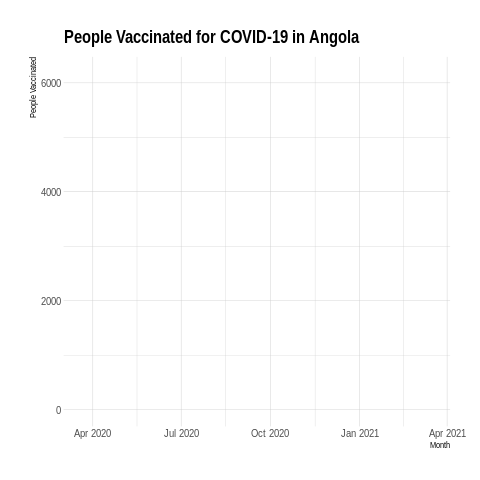 People Vaccinated for COVID-19 in Angola
People Vaccinated
6000
4000
2000
0
Apr 2020
Jul 2020
Oct 2020
Jan 2021
Apr 2021
Month